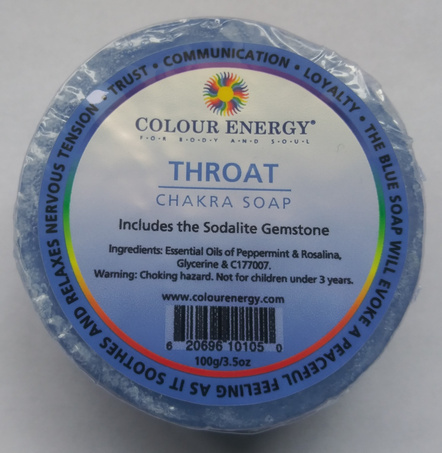 TRUST • COMMUNICATION • LOYALTY • THE BLUE SOAP WILL EVOKE A PEACEFUL FEELING AS IT SOOTHES AND RELAXES NERVOUS TENSION •
COLOUR ENERGY®
FOR BODY AND SOUL
THROAT
CHAKRA SOAP
Includes the Sodalite Gemstone
Ingredients: Essential Oils of Peppermint & Rosalina,
Glycerine & C177007.
Warning: Choking hazard. Not for children under 3 years.
www.colourenergy.com
6 20696 10105 0
100g/3.5oz